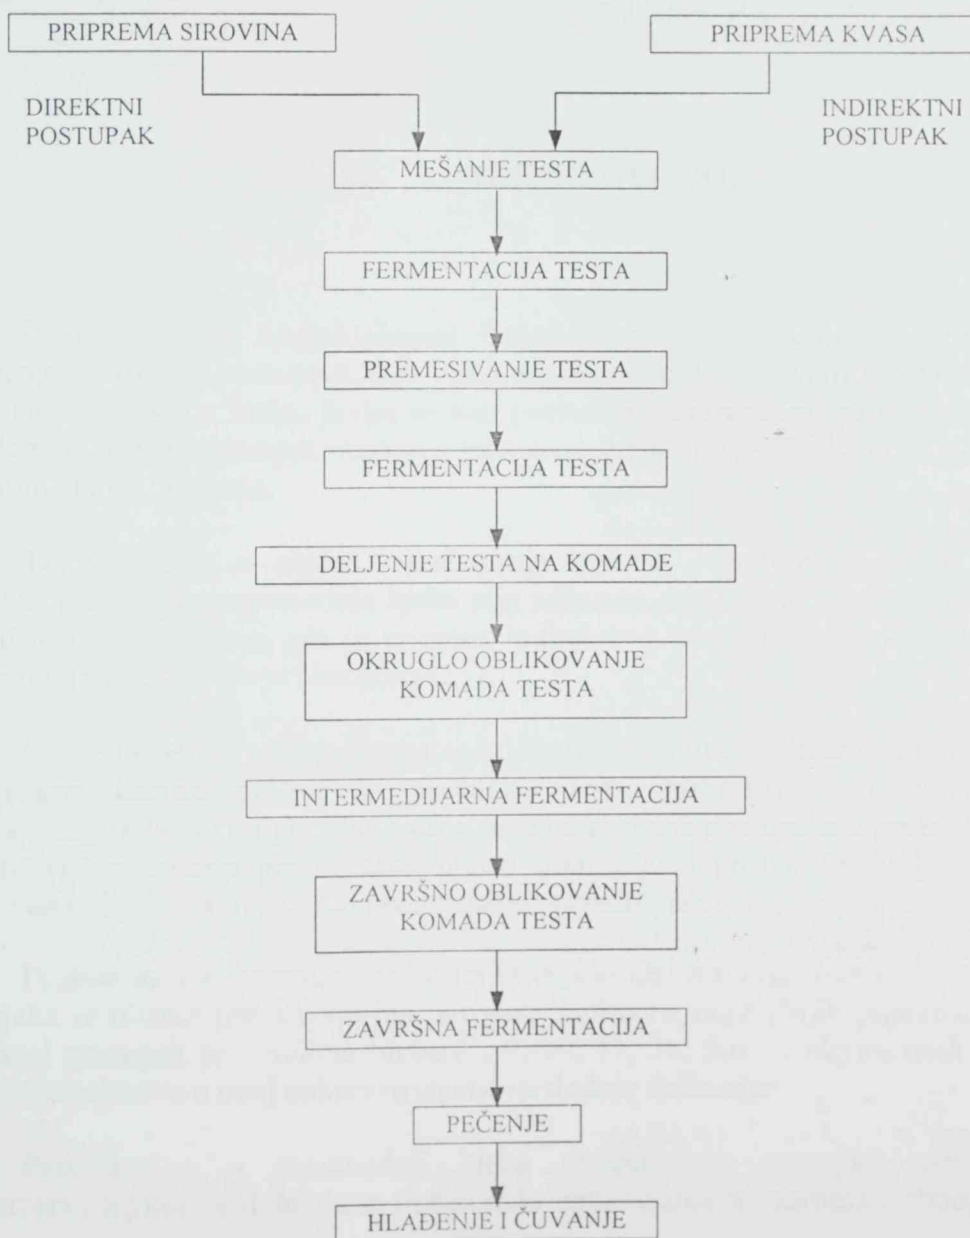 PRIPREMA SIROVINA
PRIPREMA KVASA
DIREKTNI
POSTUPAK
INDIREKTNI
POSTUPAK
MEŠANJE TESTA
FERMENTACIJA TESTA
PREMESIVANJE TESTA
FERMENTACIJA TESTA
DELJENJE TESTA NA KOMADE
OKRUGLO OBLIKOVANJE
KOMADA TESTA
INTERMEDIJARNA FERMENTACIJA
ZAVRŠNO OBLIKOVANJE
KOMADA TESTA
ZAVRŠNA FERMENTACIJA
PEČENJE
HLAĐENJE I ČUVANJE